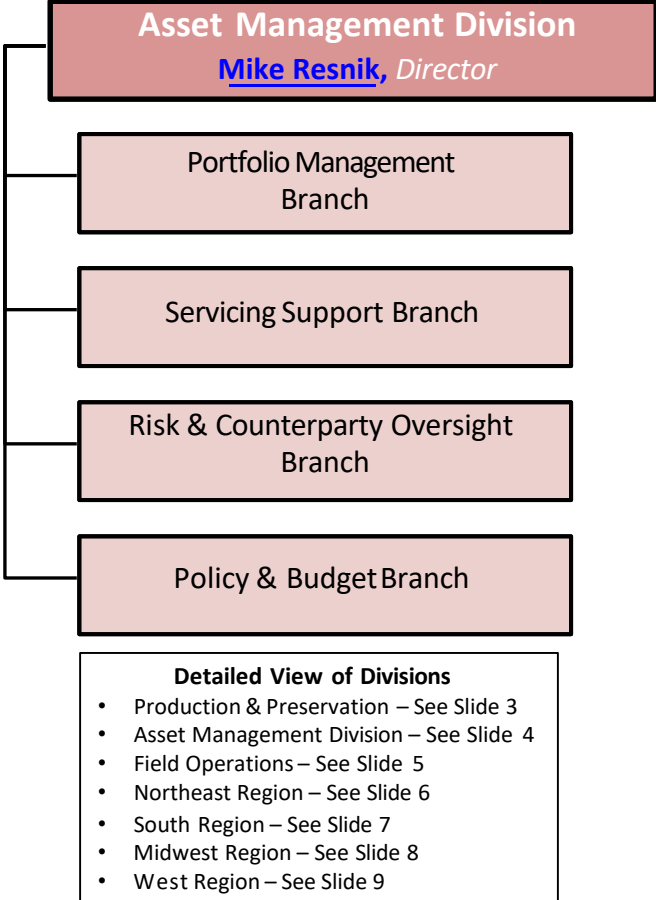 Asset Management Division
Mike Resnik, Director
Portfolio Management
Branch
Servicing Support Branch
Risk & Counterparty Oversight
Branch
Policy & Budget Branch
Detailed View of Divisions
• Production & Preservation – See Slide 3
• Asset Management Division – See Slide 4
• Field Operations – See Slide 5
• Northeast Region – See Slide 6
• South Region – See Slide 7
• Midwest Region – See Slide 8
• West Region – See Slide 9